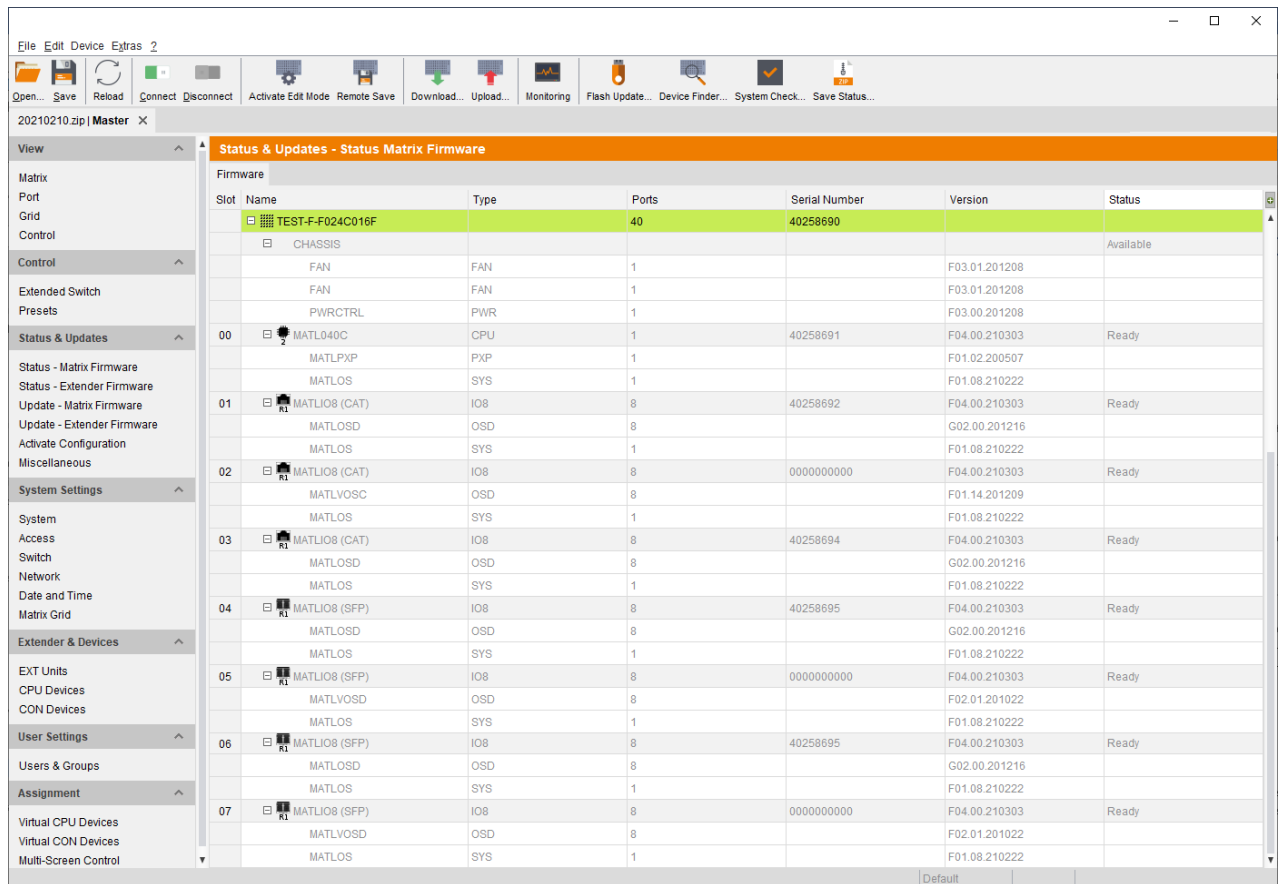 File Edit Device Extras ?
Open... Save Reload Connect Disconnect Activate Edit Mode Remote Save Download... Upload... Monitoring Flash Update... Device Finder... System Check... Save Status...
20210210.zip | Master
View
Matrix
Port
Grid
Control
Control
Extended Switch
Presets
Status & Updates
Status - Matrix Firmware
Status - Extender Firmware
Update - Matrix Firmware
Update - Extender Firmware
Activate Configuration
Miscellaneous
System Settings
System
Access
Switch
Network
Date and Time
Matrix Grid
Extender & Devices
EXT Units
CPU Devices
CON Devices
User Settings
Users & Groups
Assignment
Virtual CPU Devices
Virtual CON Devices
Multi-Screen Control
Status & Updates - Status Matrix Firmware
Firmware
Slot Name Type Ports Serial Number Version Status
TEST-F-F024C016F 40 40258690
CHASSIS Available
FAN FAN 1 F03.01.201208
FAN FAN 1 F03.01.201208
PWRCTRL PWR 1 F03.00.201208
00 2 MATL040C CPU 1 40258691 F04.00.210303 Ready
MATLPXP PXP 1 F01.02.200507
MATLOS SYS 1 F01.08.210222
01 R1 MATLIO8 (CAT) IO8 8 40258692 F04.00.210303 Ready
MATLOSD OSD 8 G02.00.201216
MATLOS SYS 1 F01.08.210222
02 R1 MATLIO8 (CAT) IO8 8 0000000000 F04.00.210303 Ready
MATLVOSC OSD 8 F01.14.201209
MATLOS SYS 1 F01.08.210222
03 R1 MATLIO8 (CAT) IO8 8 40258694 F04.00.210303 Ready
MATLOSD OSD 8 G02.00.201216
MATLOS SYS 1 F01.08.210222
04 R1 MATLIO8 (SFP) IO8 8 40258695 F04.00.210303 Ready
MATLOSD OSD 8 G02.00.201216
MATLOS SYS 1 F01.08.210222
05 R1 MATLIO8 (SFP) IO8 8 0000000000 F04.00.210303 Ready
MATLVOSD OSD 8 F02.01.201022
MATLOS SYS 1 F01.08.210222
06 R1 MATLIO8 (SFP) IO8 8 40258695 F04.00.210303 Ready
MATLOSD OSD 8 G02.00.201216
MATLOS SYS 1 F01.08.210222
07 R1 MATLIO8 (SFP) IO8 8 0000000000 F04.00.210303 Ready
MATLVOSD OSD 8 F02.01.201022
MATLOS SYS 1 F01.08.210222
Default